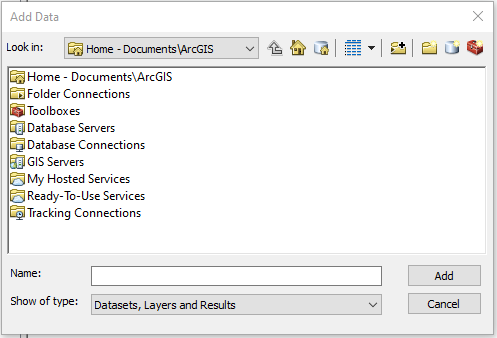 Add Data
Look in: Home - Documents\ArcGIS
Home - Documents\ArcGIS
Folder Connections
Toolboxes
Database Servers
Database Connections
GIS Servers
My Hosted Services
Ready-To-Use Services
Tracking Connections
Name: Add
Show of type: Datasets, Layers and Results Cancel